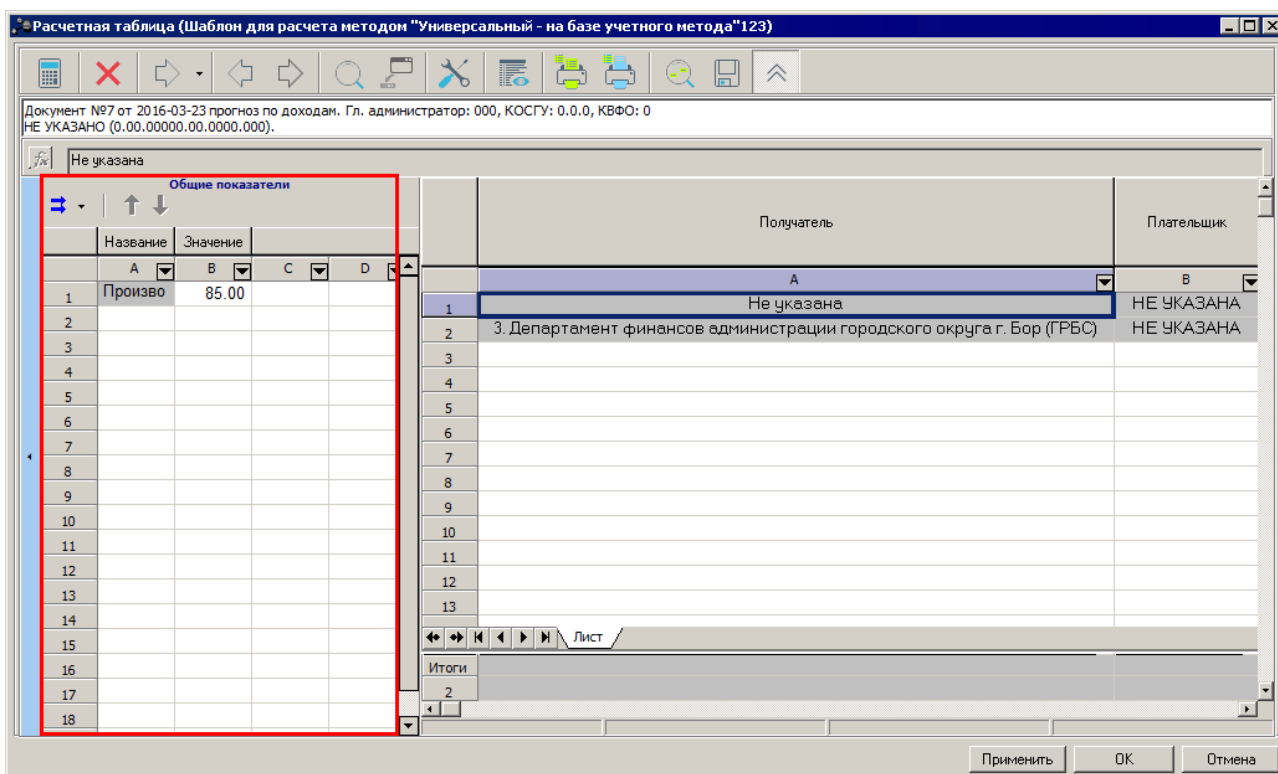 Расчетная таблица (Шаблон для расчета методом "Универсальный - на базе учетного метода"123)
Документ №7 от 2016-03-23 прогноз по доходам. Гл. администратор: 000, КОСГУ: 0.0.0, КВФО: 0
НЕ УКАЗАНО (0.00.00000.00.0000.000).
fx Не указана
Общие показатели
Название Значение
A B C D
1 Произво 85.00
2
3
4
5
6
7
8
9
10
11
12
13
14
15
16
17
18
Получатель Плательщик
A B
1 Не указана НЕ УКАЗАНА
2 3. Департамент финансов администрации городского округа г. Бор (ГРБС) НЕ УКАЗАНА
3
4
5
6
7
8
9
10
11
12
13
Лист
Итоги
2
Применить OK Отмена